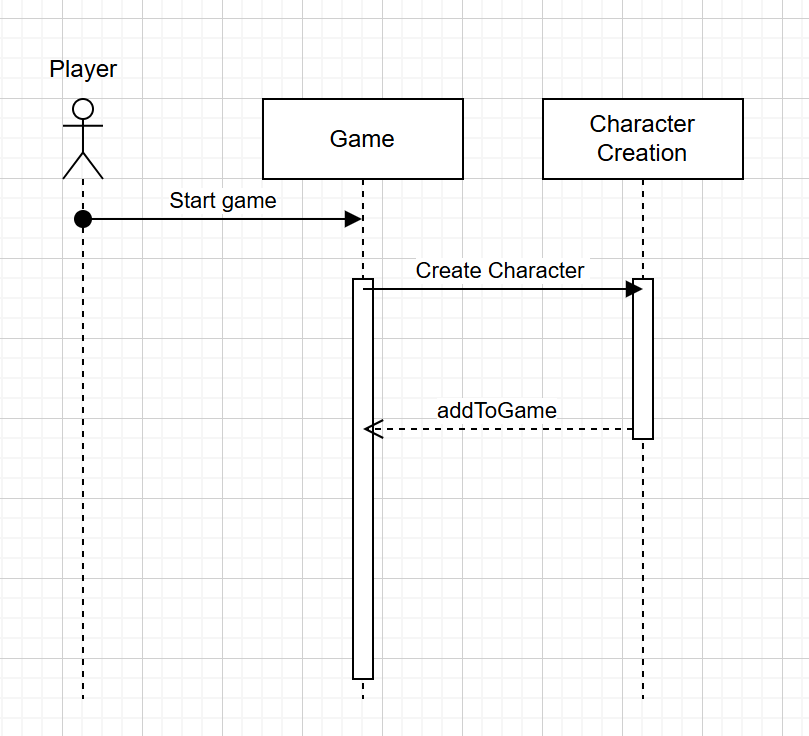 Player
Game
Character
Creation
Start game
Create Character
addToGame